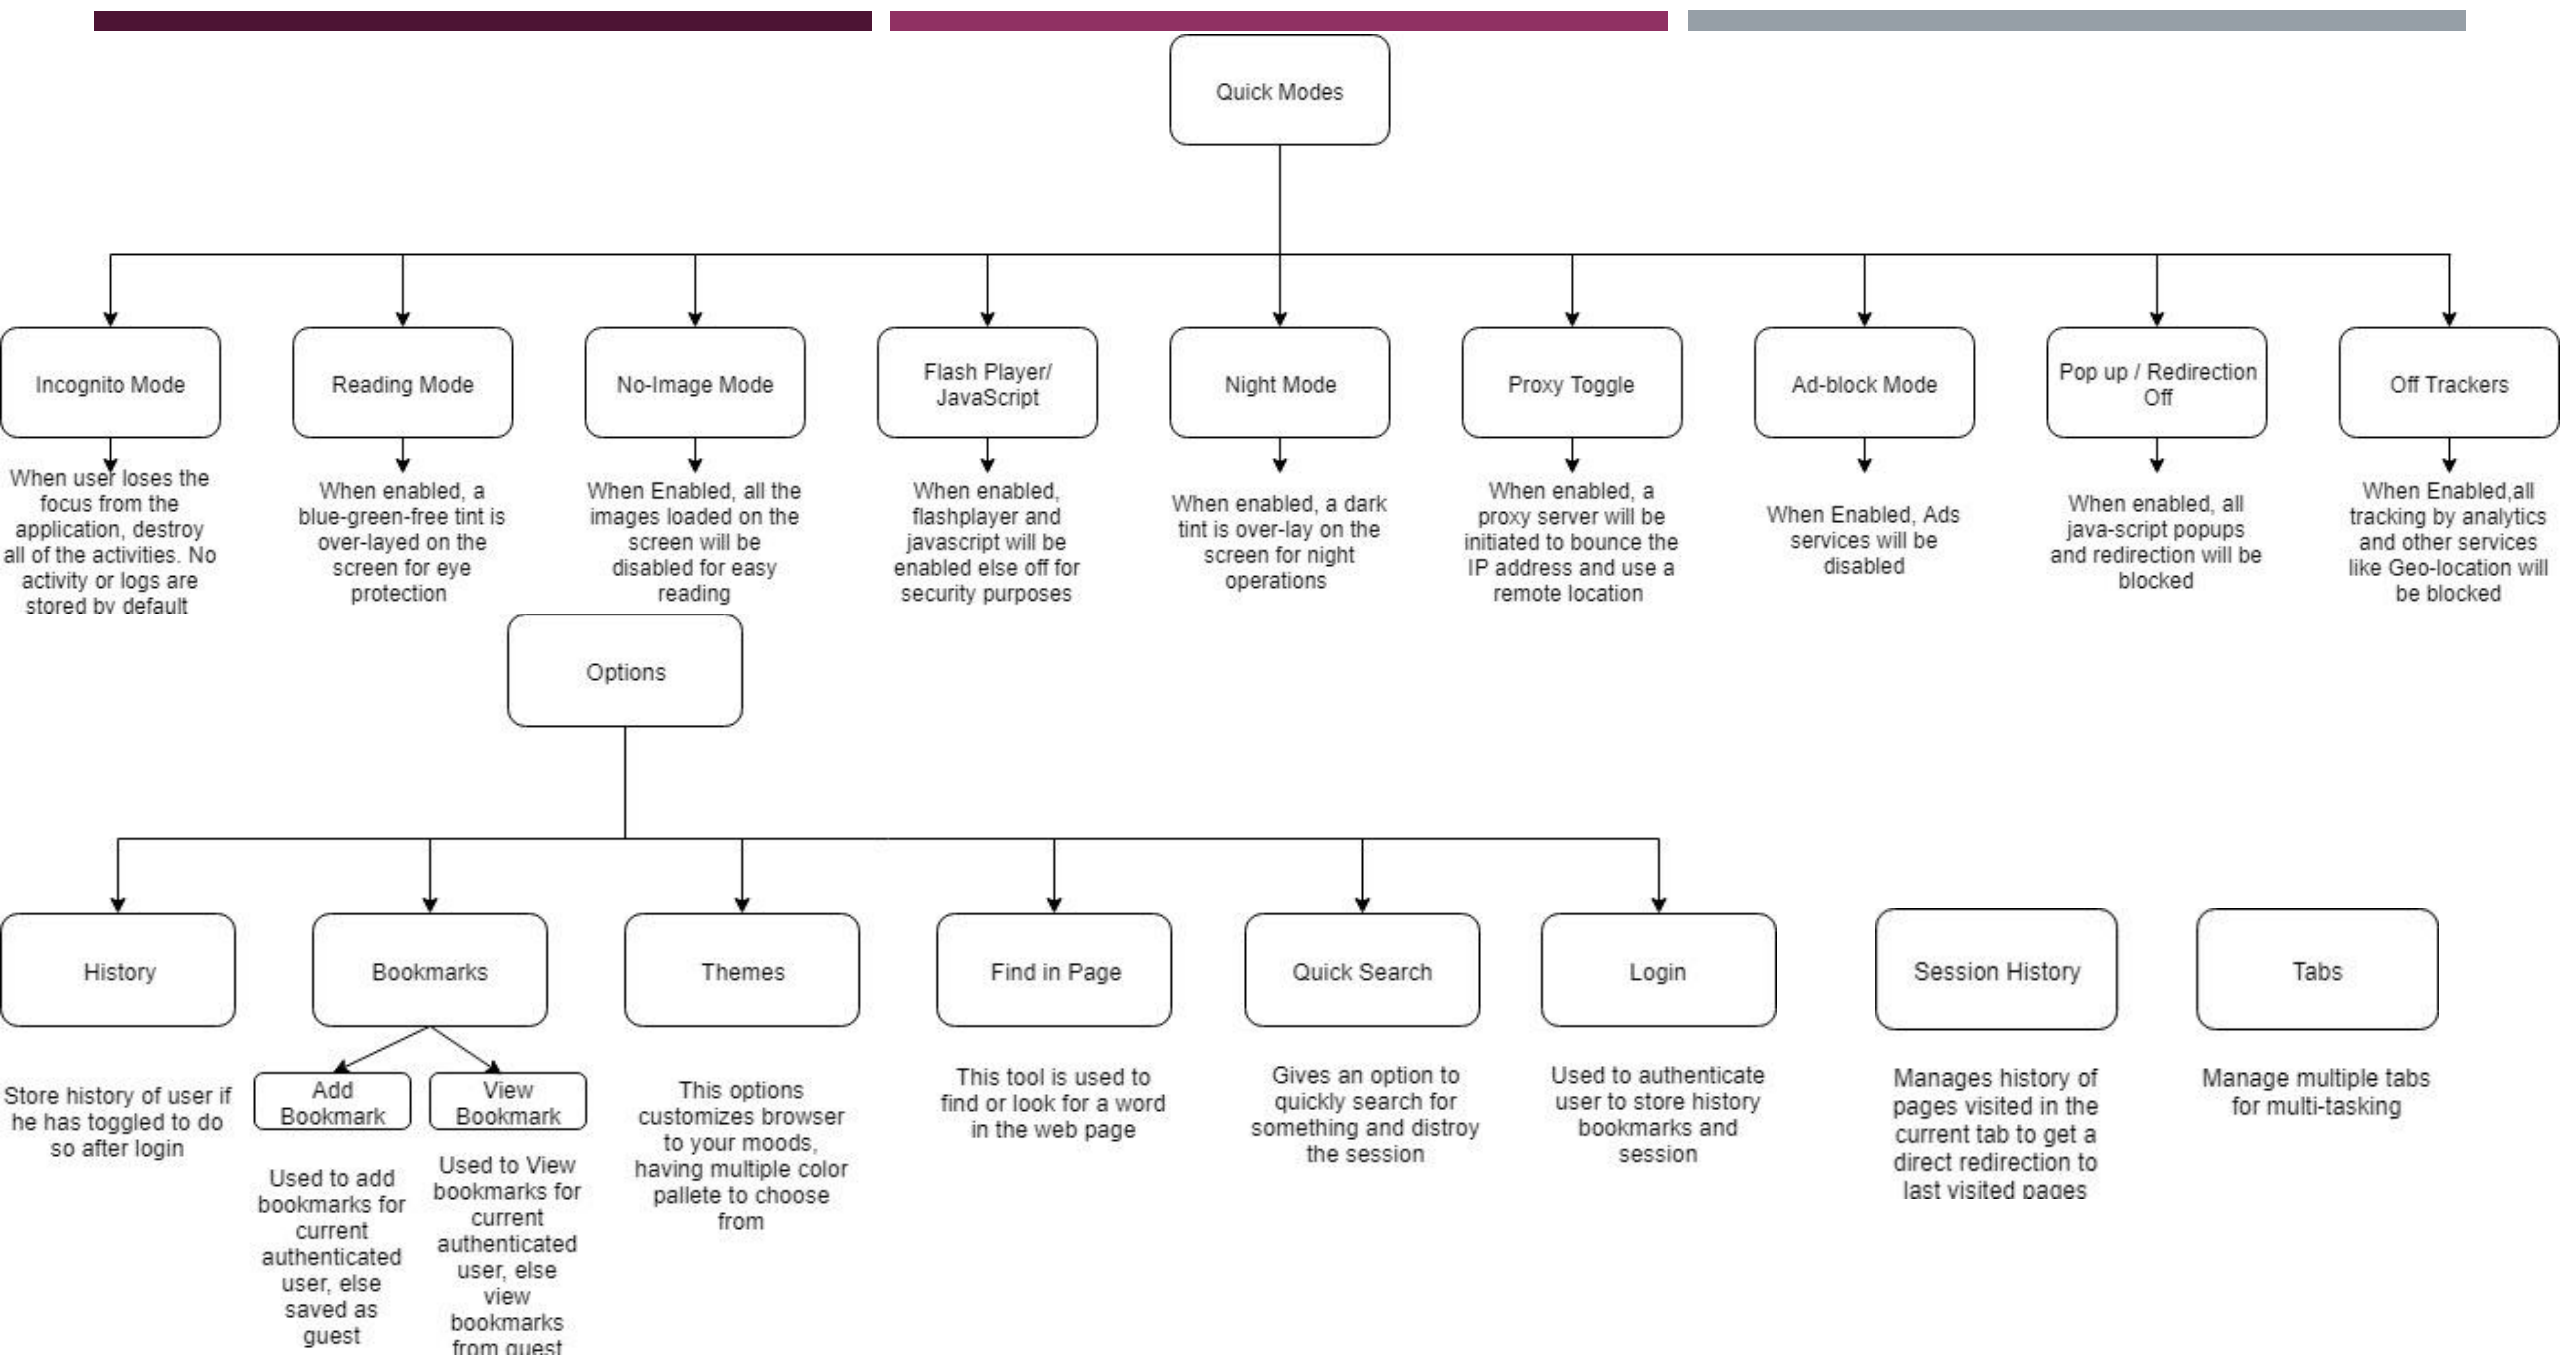 Quick Modes
Incognito Mode
Reading Mode
No-Image Mode
Flash Player/
JavaScript
Night Mode
Proxy Toggle
Ad-block Mode
Pop up / Redirection
Off
Off Trackers
When user loses the
focus from the
application, destroy
all of the activities. No
activity or logs are
stored by default
When enabled, a
blue-green-free tint is
over-layed on the
screen for eye
protection
When Enabled, all the
images loaded on the
screen will be
disabled for easy
reading
When enabled,
flashplayer and
javascript will be
enabled else off for
security purposes
When enabled, a dark
tint is over-lay on the
screen for night
operations
When enabled, a
proxy server will be
initiated to bounce the
IP address and use a
remote location
When Enabled, Ads
services will be
disabled
When enabled, all
java-script popups
and redirection will be
blocked
When Enabled,all
tracking by analytics
and other services
like Geo-location will
be blocked
Options
History
Bookmarks
Themes
Find in Page
Quick Search
Login
Session History
Tabs
Store history of user if
he has toggled to do
so after login
Add
Bookmark
View
Bookmark
Used to add
bookmarks for
current
authenticated
user, else
saved as
guest
Used to View
bookmarks for
current
authenticated
user, else
view
bookmarks
from guest
This options
customizes browser
to your moods,
having multiple color
pallete to choose
from
This tool is used to
find or look for a word
in the web page
Gives an option to
quickly search for
something and distroy
the session
Used to authenticate
user to store history
bookmarks and
session
Manages history of
pages visited in the
current tab to get a
direct redirection to
last visited pages
Manage multiple tabs
for multi-tasking